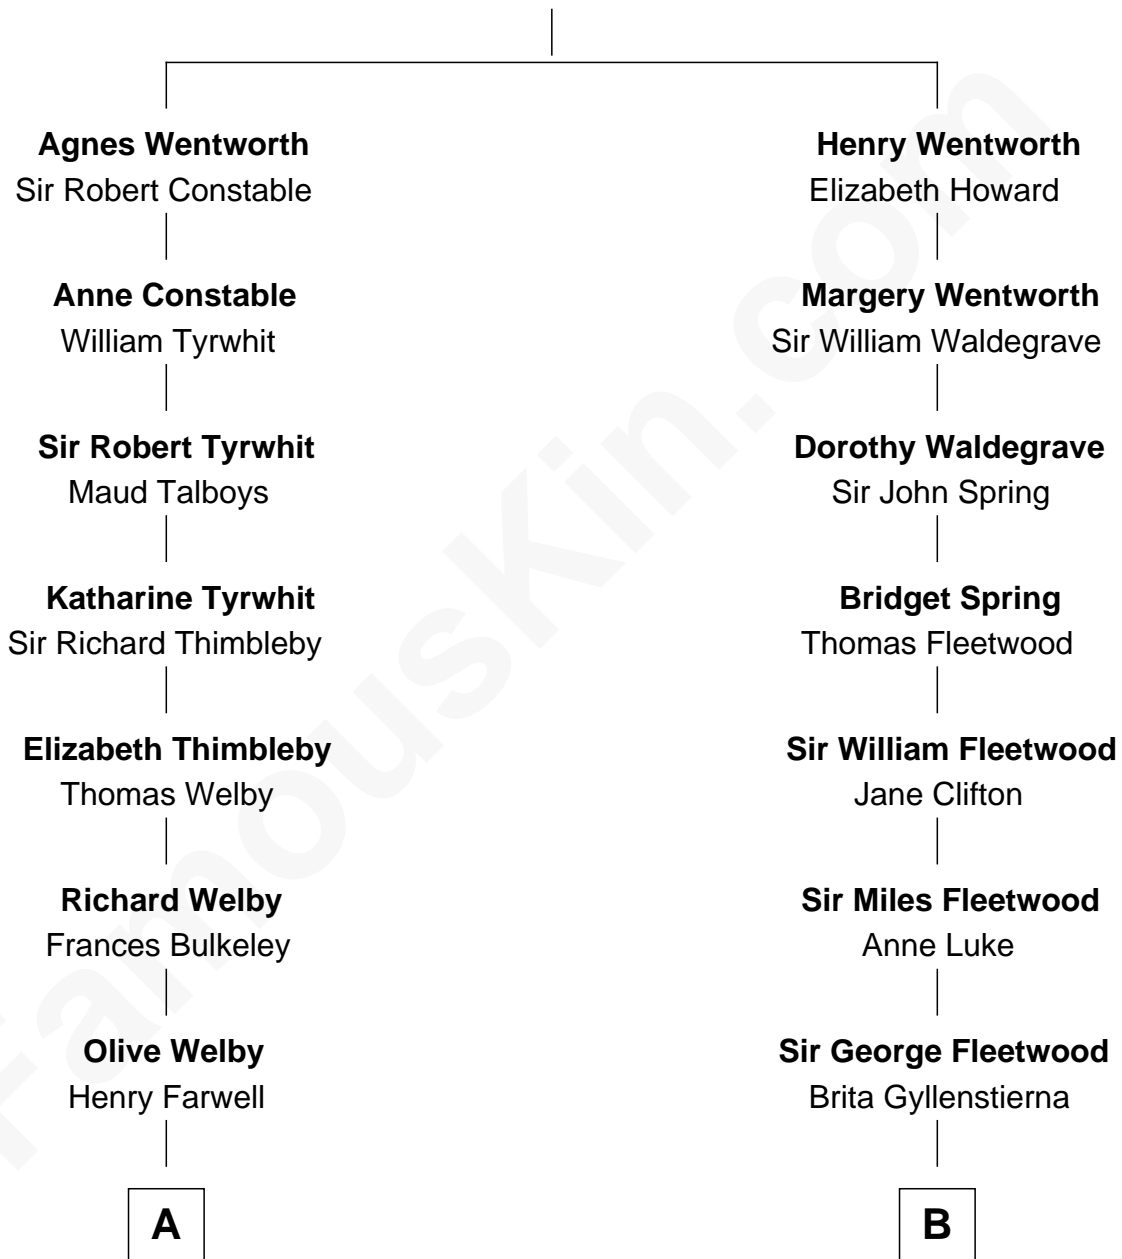 Agnes Wentworth
Sir Robert Constable
Anne Constable
William Tyrwhit
Sir Robert Tyrwhit
Maud Talboys
Katharine Tyrwhit
Sir Richard Thimbleby
Elizabeth Thimbleby
Thomas Welby
Richard Welby
Frances Bulkeley
Olive Welby
Henry Farwell
A
Henry Wentworth
Elizabeth Howard
Margery Wentworth
Sir William Waldegrave
Dorothy Waldegrave
Sir John Spring
Bridget Spring
Thomas Fleetwood
Sir William Fleetwood
Jane Clifton
Sir Miles Fleetwood
Anne Luke
Sir George Fleetwood
Brita Gyllenstierna
B
FamousKin.com